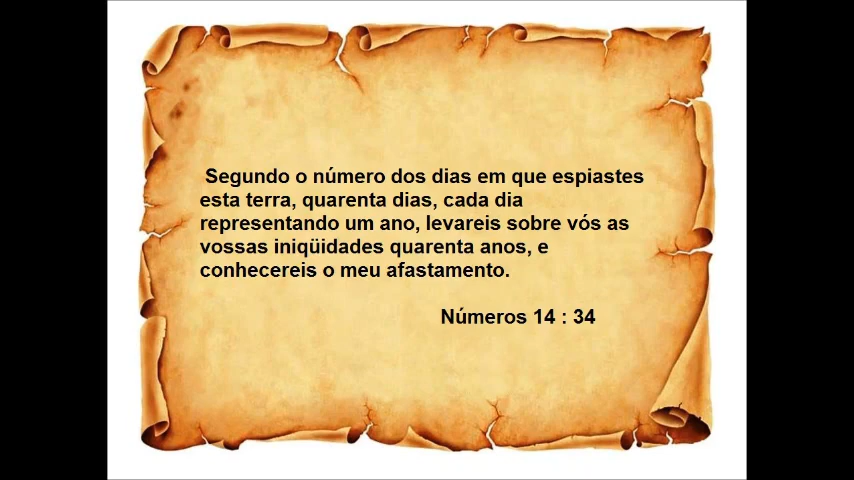 Segundo o número dos dias em que espiastes
esta terra, quarenta dias, cada dia
representando um ano, levareis sobre vós as
vossas iniqüidades quarenta anos, e
conhecereis o meu afastamento.
Números 14 : 34